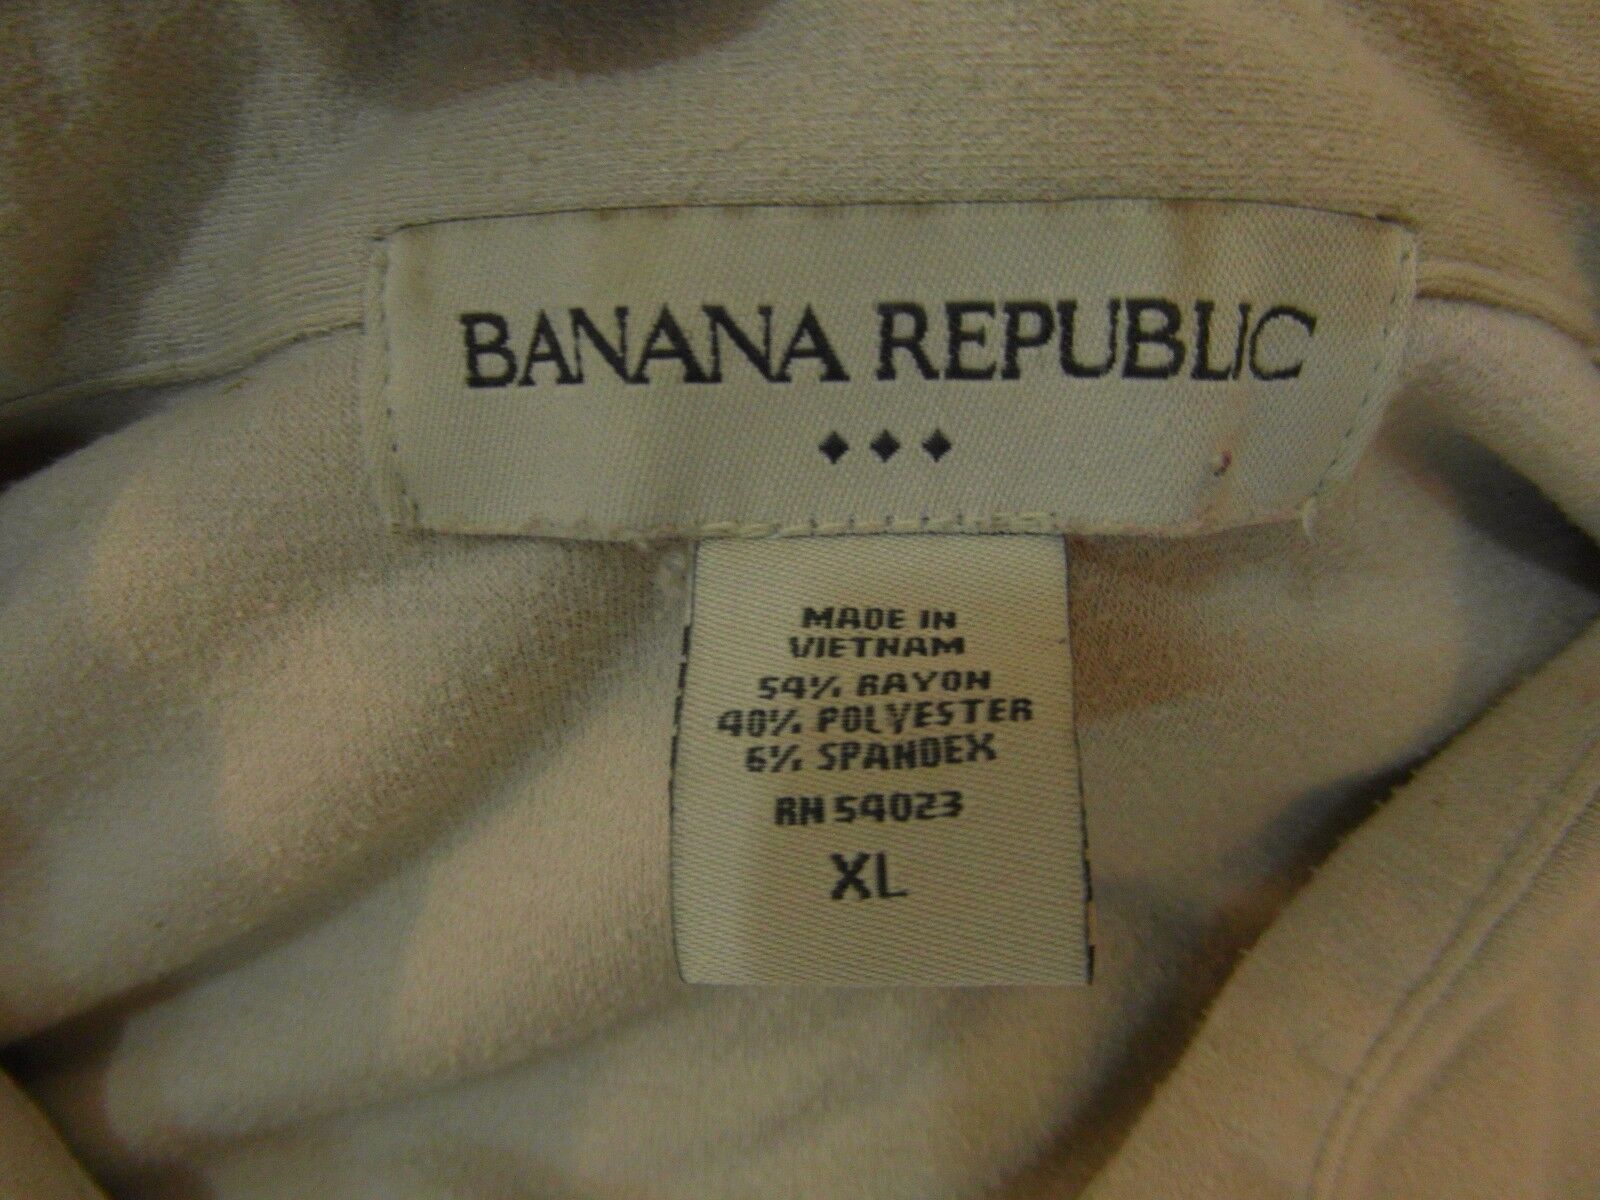 BANANA REPUBLIC
MADE IN
VIETNAM
54% RAYON
40% POLYESTER
6% SPANDEX
RN 54023
XL